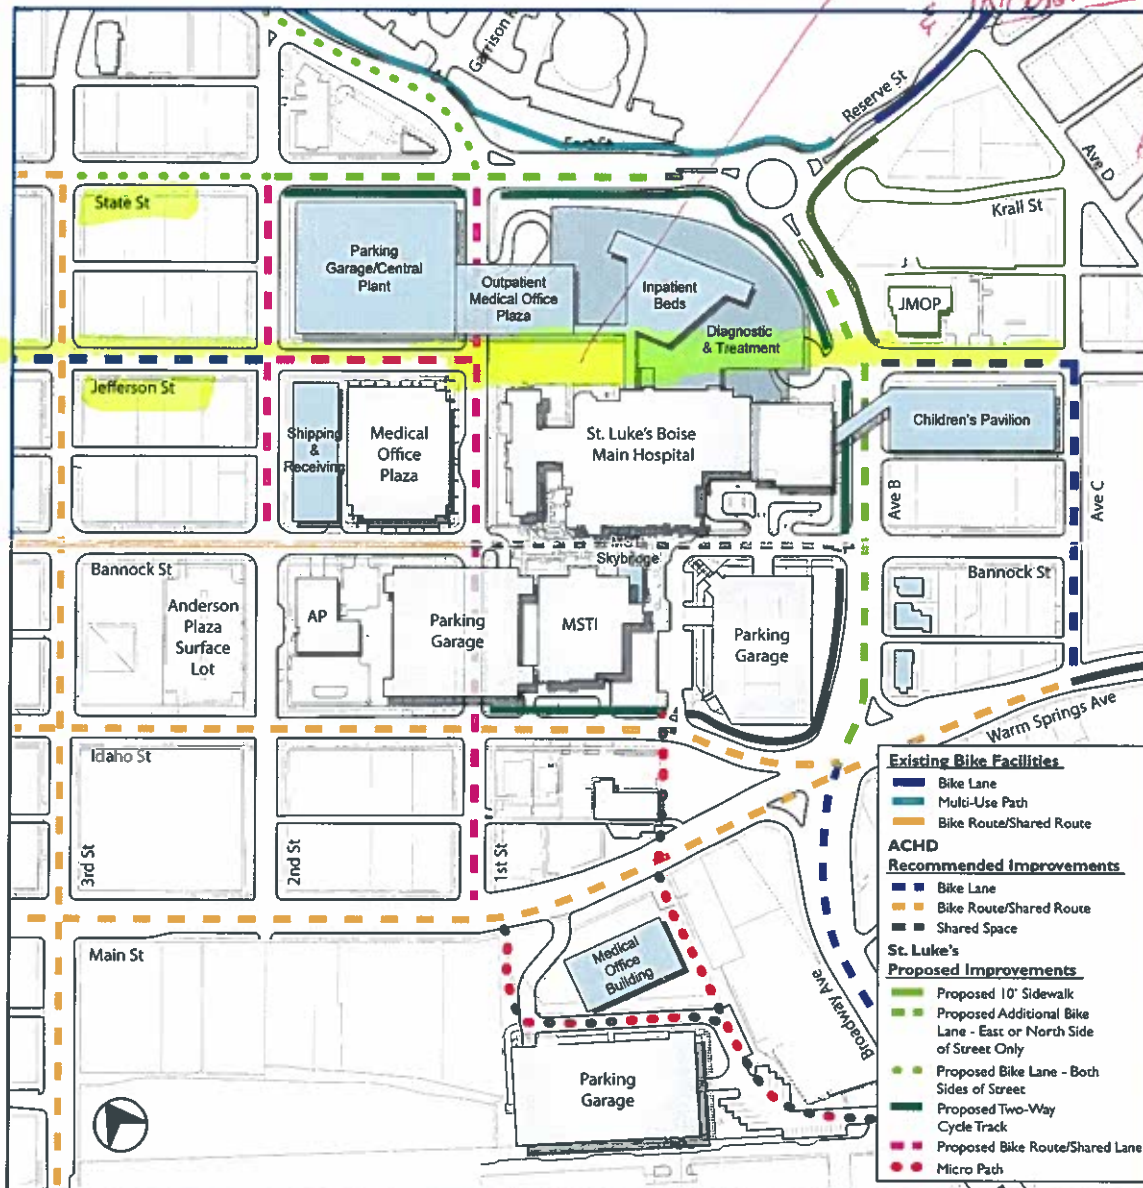 Garrison
Reserve St
Ave D
State St
Krall St
Parking
Garage/Central
Plant
Outpatient
Medical Office
Plaza
Inpatient
Beds
JMOP
Diagnostic
& Treatment
Jefferson St
Shipping
&
Receiving
Medical
Office
Plaza
St. Luke's Boise
Main Hospital
Children's Pavilion
Ave B
Ave C
Skybridge
Bannock St
Bannock St
Anderson
Plaza
Surface
Lot
AP
Parking
Garage
MSTI
Parking
Garage
Warm Springs Ave
Idaho St
3rd St
2nd St
1st St
Main St
Medical
Office
Building
Broadway Ave
Parking
Garage
Existing Bike Facilities
Bike Lane
Multi-Use Path
Bike Route/Shared Route
ACHD
Recommended Improvements
Bike Lane
Bike Route/Shared Route
Shared Space
St. Luke's
Proposed Improvements
Proposed 10' Sidewalk
Proposed Additional Bike
Lane - East or North Side
of Street Only
Proposed Bike Lane - Both
Sides of Street
Proposed Two-Way
Cycle Track
Proposed Bike Route/Shared Lane
Micro Path